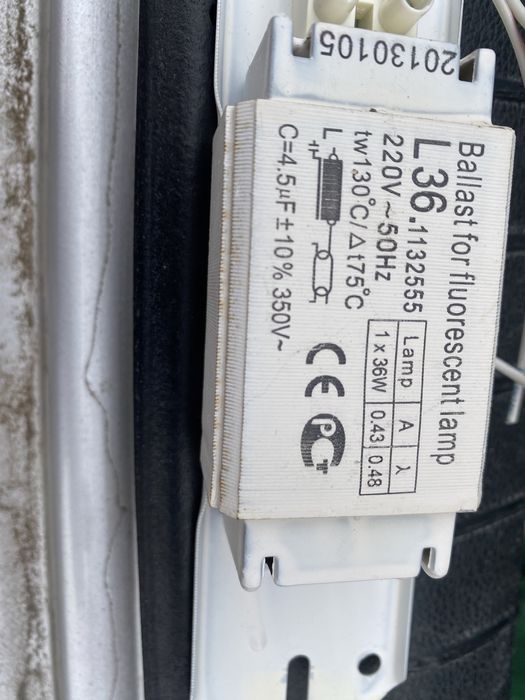 20130105
Ballast for fluorescent lamp
L36.1132555
220V~50Hz
tw130°C/Δt75°C
L
C=4.5μF±10% 350V~
Lamp A λ
1 x 36W 0.43 0.48
CE
РСТ